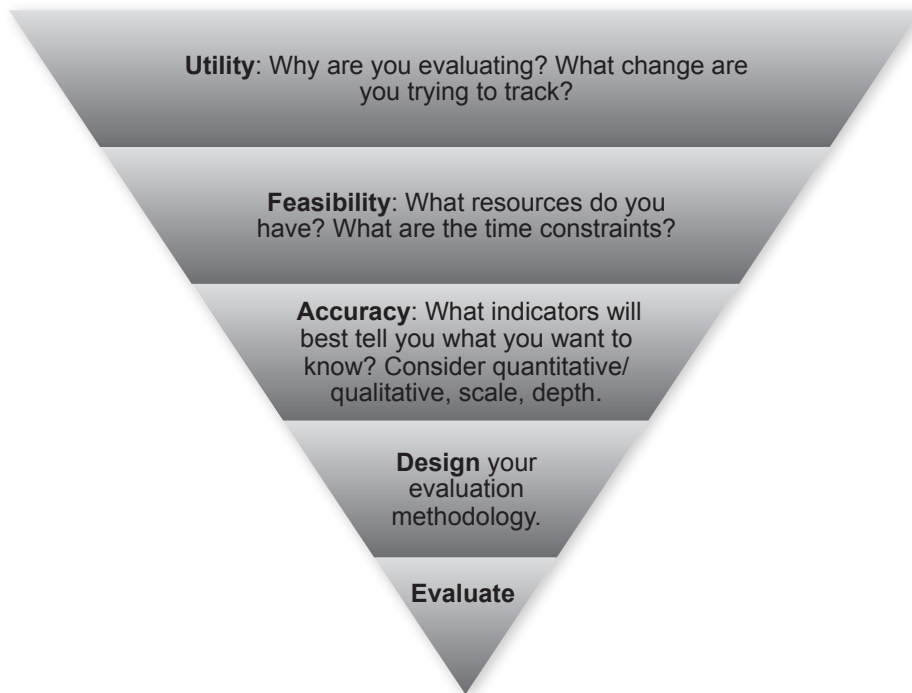 Utility: Why are you evaluating? What change are
you trying to track?
Feasibility: What resources do you
have? What are the time constraints?
Accuracy: What indicators will
best tell you what you want to
know? Consider quantitative/
qualitative, scale, depth.
Design your
evaluation
methodology.
Evaluate